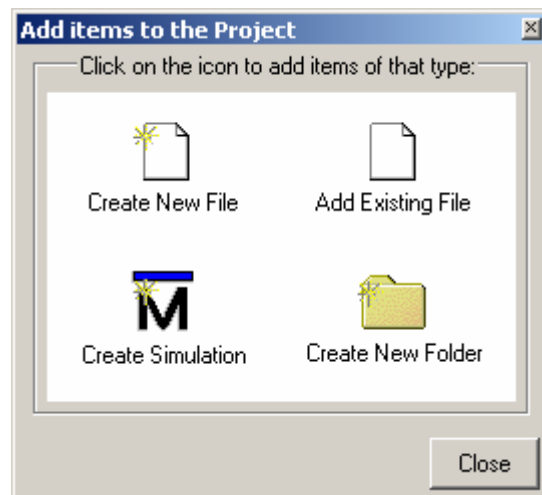 Add items to the Project
Click on the icon to add items of that type:
Create New File
Add Existing File
M
Create Simulation
Create New Folder
Close